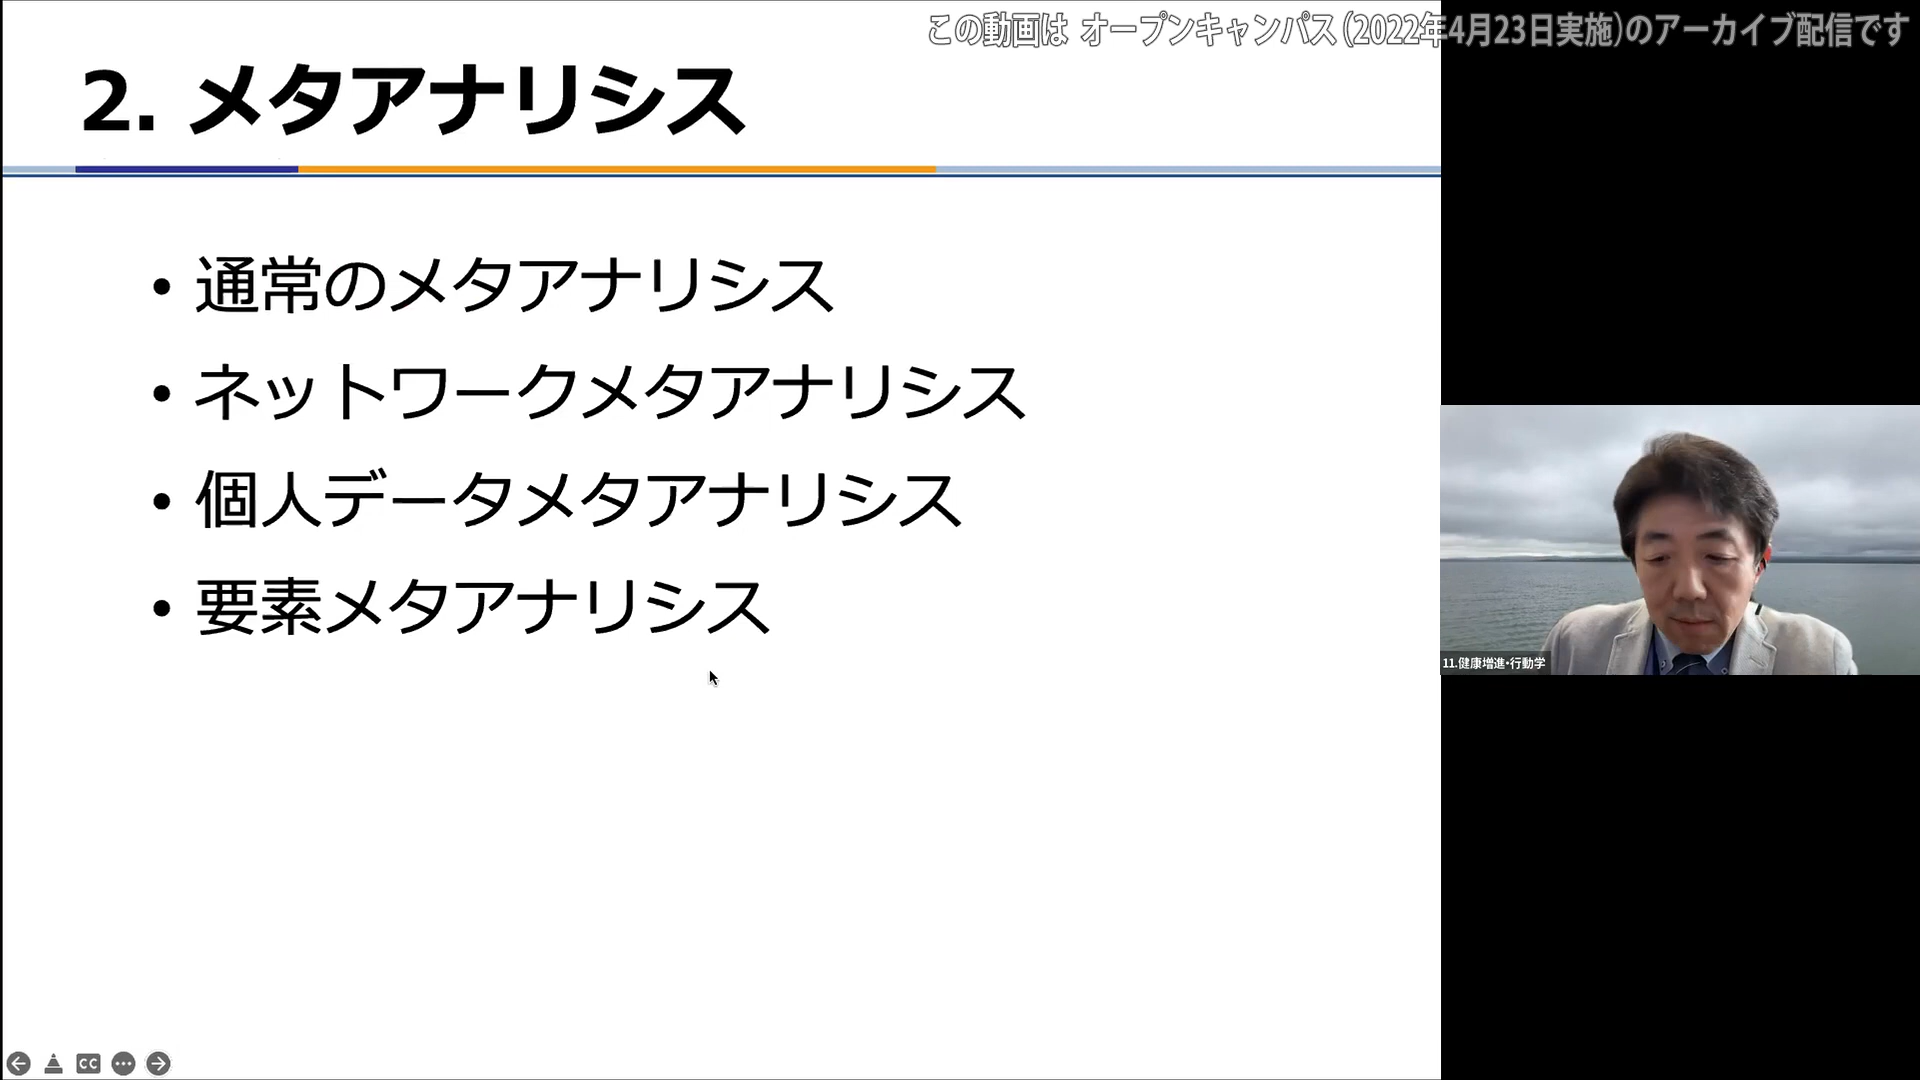 この動画は オープンキャンパス（2022年4月23日実施）のアーカイブ配信です
2. メタアナリシス
• 通常のメタアナリシス
• ネットワークメタアナリシス
• 個人データメタアナリシス
• 要素メタアナリシス
11.健康増進・行動学
CC